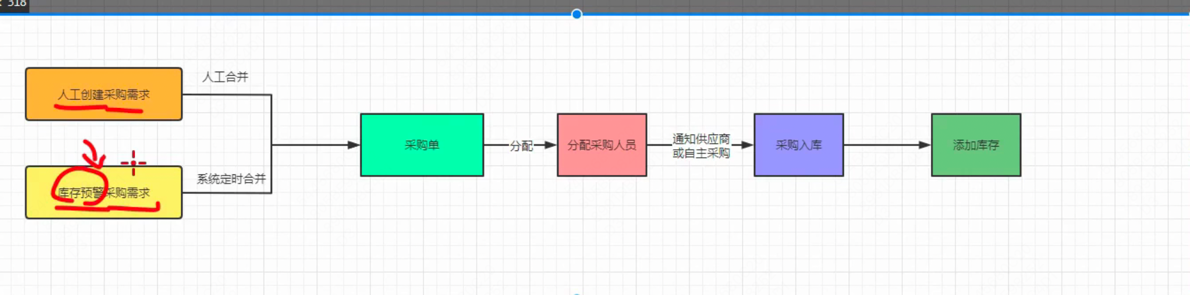 : 318
人工创建采购需求
人工合并
库存预警采购需求
系统定时合并
采购单
分配
分配采购人员
通知供应商
或自主采购
采购入库
添加库存